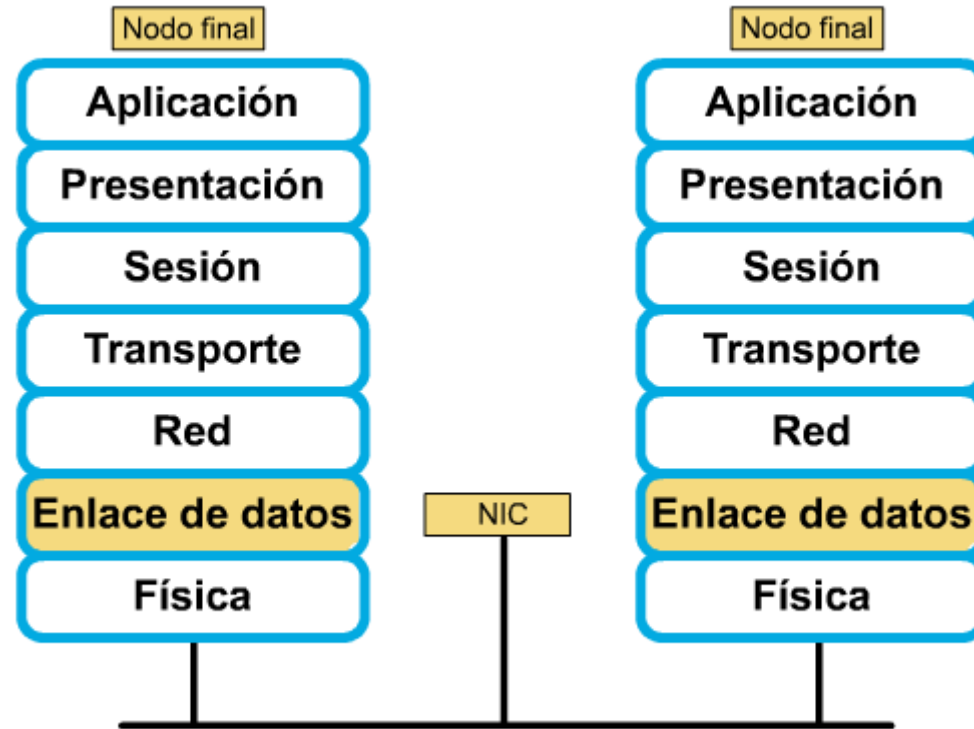 Nodo final
Aplicación
Presentación
Sesión
Transporte
Red
Enlace de datos
Física
NIC
Nodo final
Aplicación
Presentación
Sesión
Transporte
Red
Enlace de datos
Física